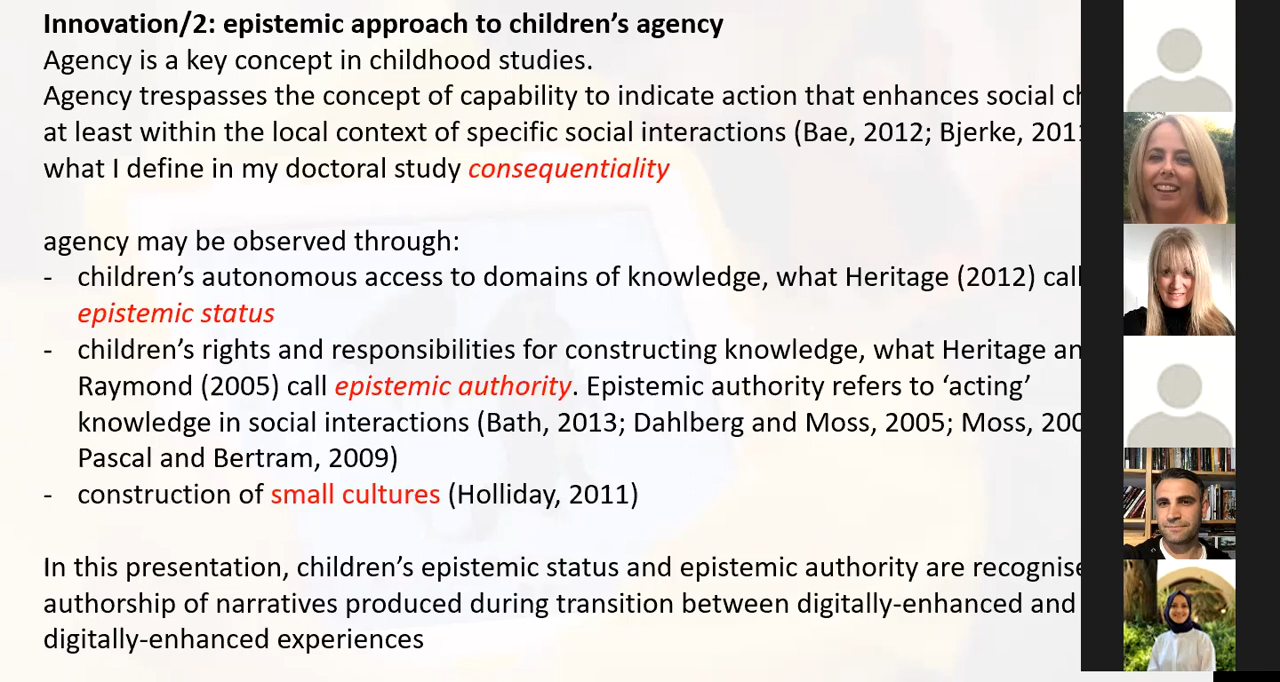 Innovation/2: epistemic approach to children's agency
Agency is a key concept in childhood studies.
Agency trespasses the concept of capability to indicate action that enhances social
at least within the local context of specific social interactions (Bae, 2012; Bjerke,
what I define in my doctoral study consequentiality
agency may be observed through:
- children's autonomous access to domains of knowledge, what Heritage (2012)
epistemic status
- children's rights and responsibilities for constructing knowledge, what Heritage
Raymond (2005) call epistemic authority. Epistemic authority refers to 'acting'
knowledge in social interactions (Bath, 2013; Dahlberg and Moss, 2005; Moss,
Pascal and Bertram, 2009)
- construction of small cultures (Holliday, 2011)
In this presentation, children's epistemic status and epistemic authority are
authorship of narratives produced during transition between digitally-enhanced and
digitally-enhanced experiences